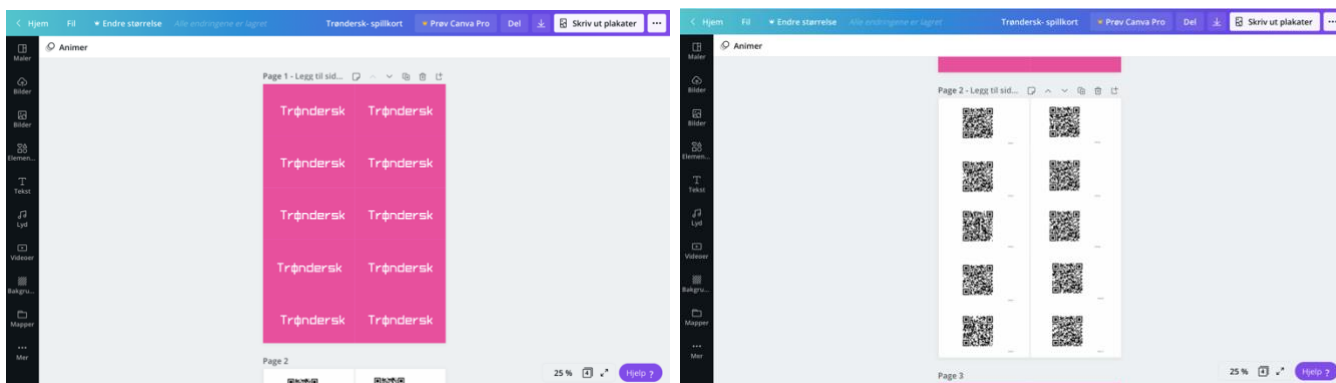 Hjem Fil Endre størrelse Alle endringene er lagret Trøndersk- spillkort Prøv Canva Pro Del Skriv ut plakater ...
Animer
Maler
Bilder
Bilder
Elemen...
Tekst
Lyd
Videoer
Bakgru...
Mapper
Mer
Page 1 - Legg til sid...
Trøndersk Trøndersk
Trøndersk Trøndersk
Trøndersk Trøndersk
Trøndersk Trøndersk
Trøndersk Trøndersk
Page 2
25 % 4 Hjelp ?
Hjem Fil Endre størrelse Alle endringene er lagret Trøndersk- spillkort Prøv Canva Pro Del Skriv ut plakater ...
Animer
Maler
Bilder
Bilder
Elemen...
Tekst
Lyd
Videoer
Bakgru...
Mapper
Mer
Page 2 - Legg til sid...
Page 3
25 % 4 Hjelp ?